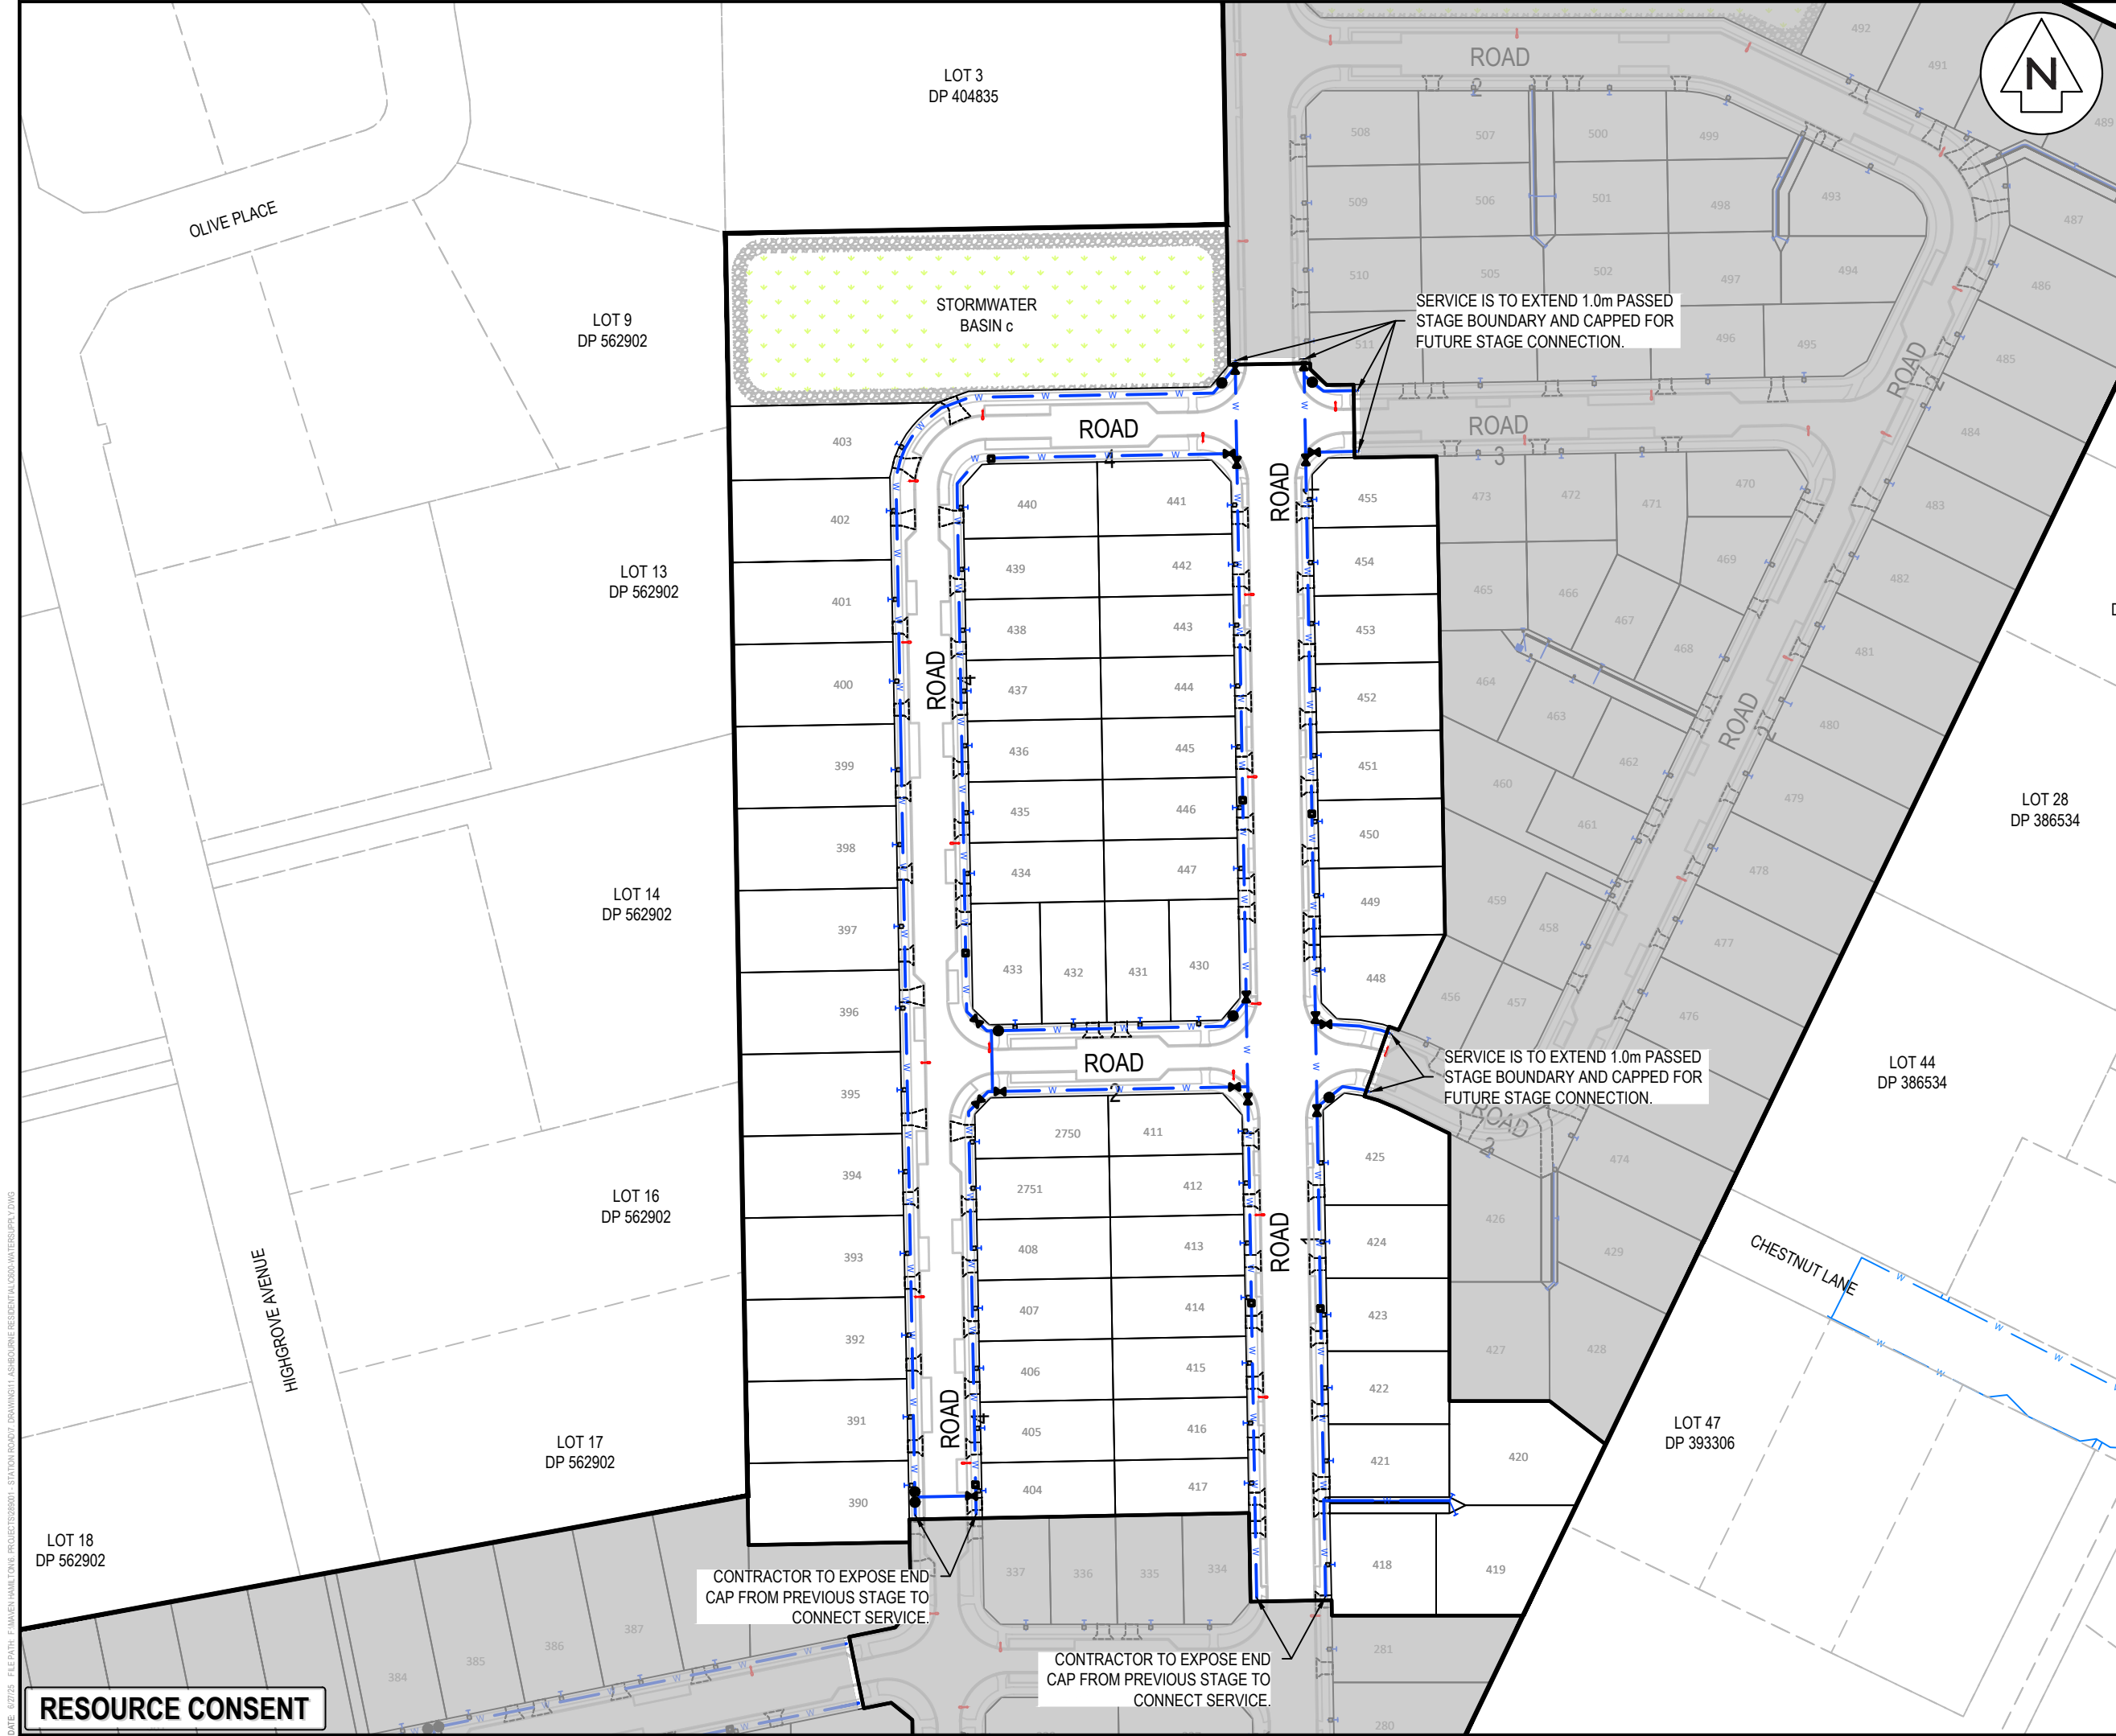 LOT 3
DP 404835
N
OLIVE PLACE
LOT 9
DP 562902
STORMWATER
BASIN c
SERVICE IS TO EXTEND 1.0m PASSED
STAGE BOUNDARY AND CAPPED FOR
FUTURE STAGE CONNECTION.
ROAD
2
492
491
489
508
507
500
499
509
506
501
498
493
487
510
505
502
497
494
486
511
496
495
485
ROAD
2
ROAD
3
484
ROAD
4
ROAD
1
403
402
401
400
399
398
397
396
395
394
393
392
391
390
440
441
439
442
438
443
437
444
436
445
435
446
434
447
433
432
431
430
455
454
453
452
451
450
449
448
473
472
471
470
483
469
482
465
466
467
468
481
464
463
480
462
460
479
461
478
459
458
477
456
457
476
ROAD
4
ROAD
2
LOT 13
DP 562902
LOT 14
DP 562902
LOT 16
DP 562902
LOT 17
DP 562902
LOT 18
DP 562902
LOT 28
DP 386534
LOT 44
DP 386534
LOT 47
DP 393306
CHESTNUT LANE
HIGHGROVE AVENUE
ROAD
2
SERVICE IS TO EXTEND 1.0m PASSED
STAGE BOUNDARY AND CAPPED FOR
FUTURE STAGE CONNECTION.
ROAD
2
2750
411
2751
412
408
413
407
414
406
415
405
416
404
417
ROAD
1
ROAD
4
425
424
423
422
421
420
418
419
474
426
429
427
428
CONTRACTOR TO EXPOSE END
CAP FROM PREVIOUS STAGE TO
CONNECT SERVICE.
337
336
335
334
CONTRACTOR TO EXPOSE END
CAP FROM PREVIOUS STAGE TO
CONNECT SERVICE.
387
386
385
384
281
280
RESOURCE CONSENT